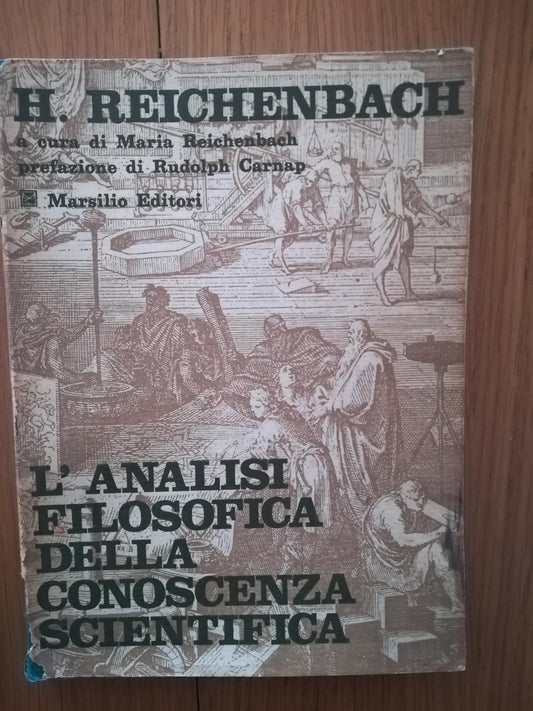 H. REICHENBACH
a cura di Maria Reichenbach
prefazione di Rudolph Carnap
Marsilio Editori
L'ANALISI
FILOSOFICA
DELLA
CONOSCENZA
SCIENTIFICA